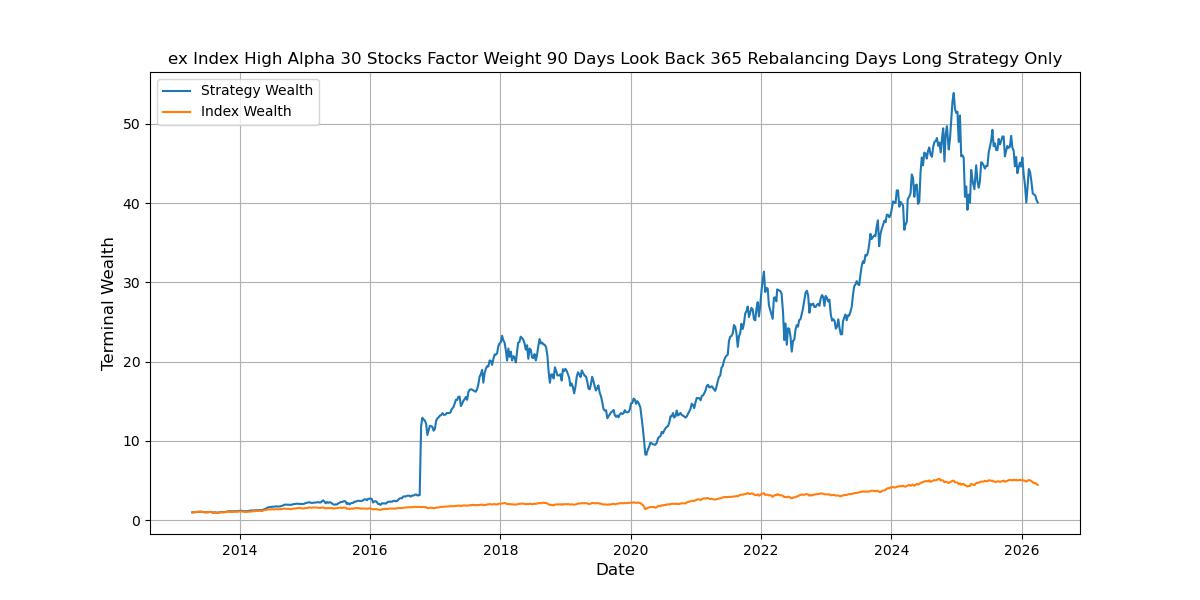 ex Index High Alpha 30 Stocks Factor Weight 90 Days Look Back 365 Rebalancing Days Long Strategy Only
Strategy Wealth
Index Wealth
Terminal Wealth
50
40
30
20
10
0
2014 2016 2018 2020 2022 2024 2026
Date